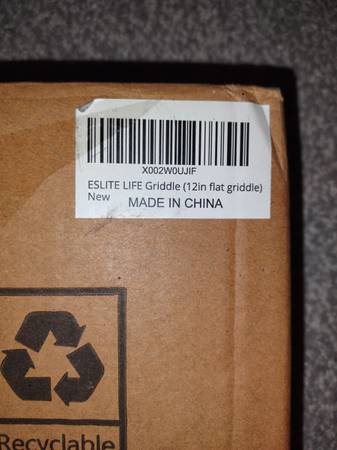 X002W0UJIF
ESLITE LIFE Griddle (12in flat griddle)
New
MADE IN CHINA
Recyclable